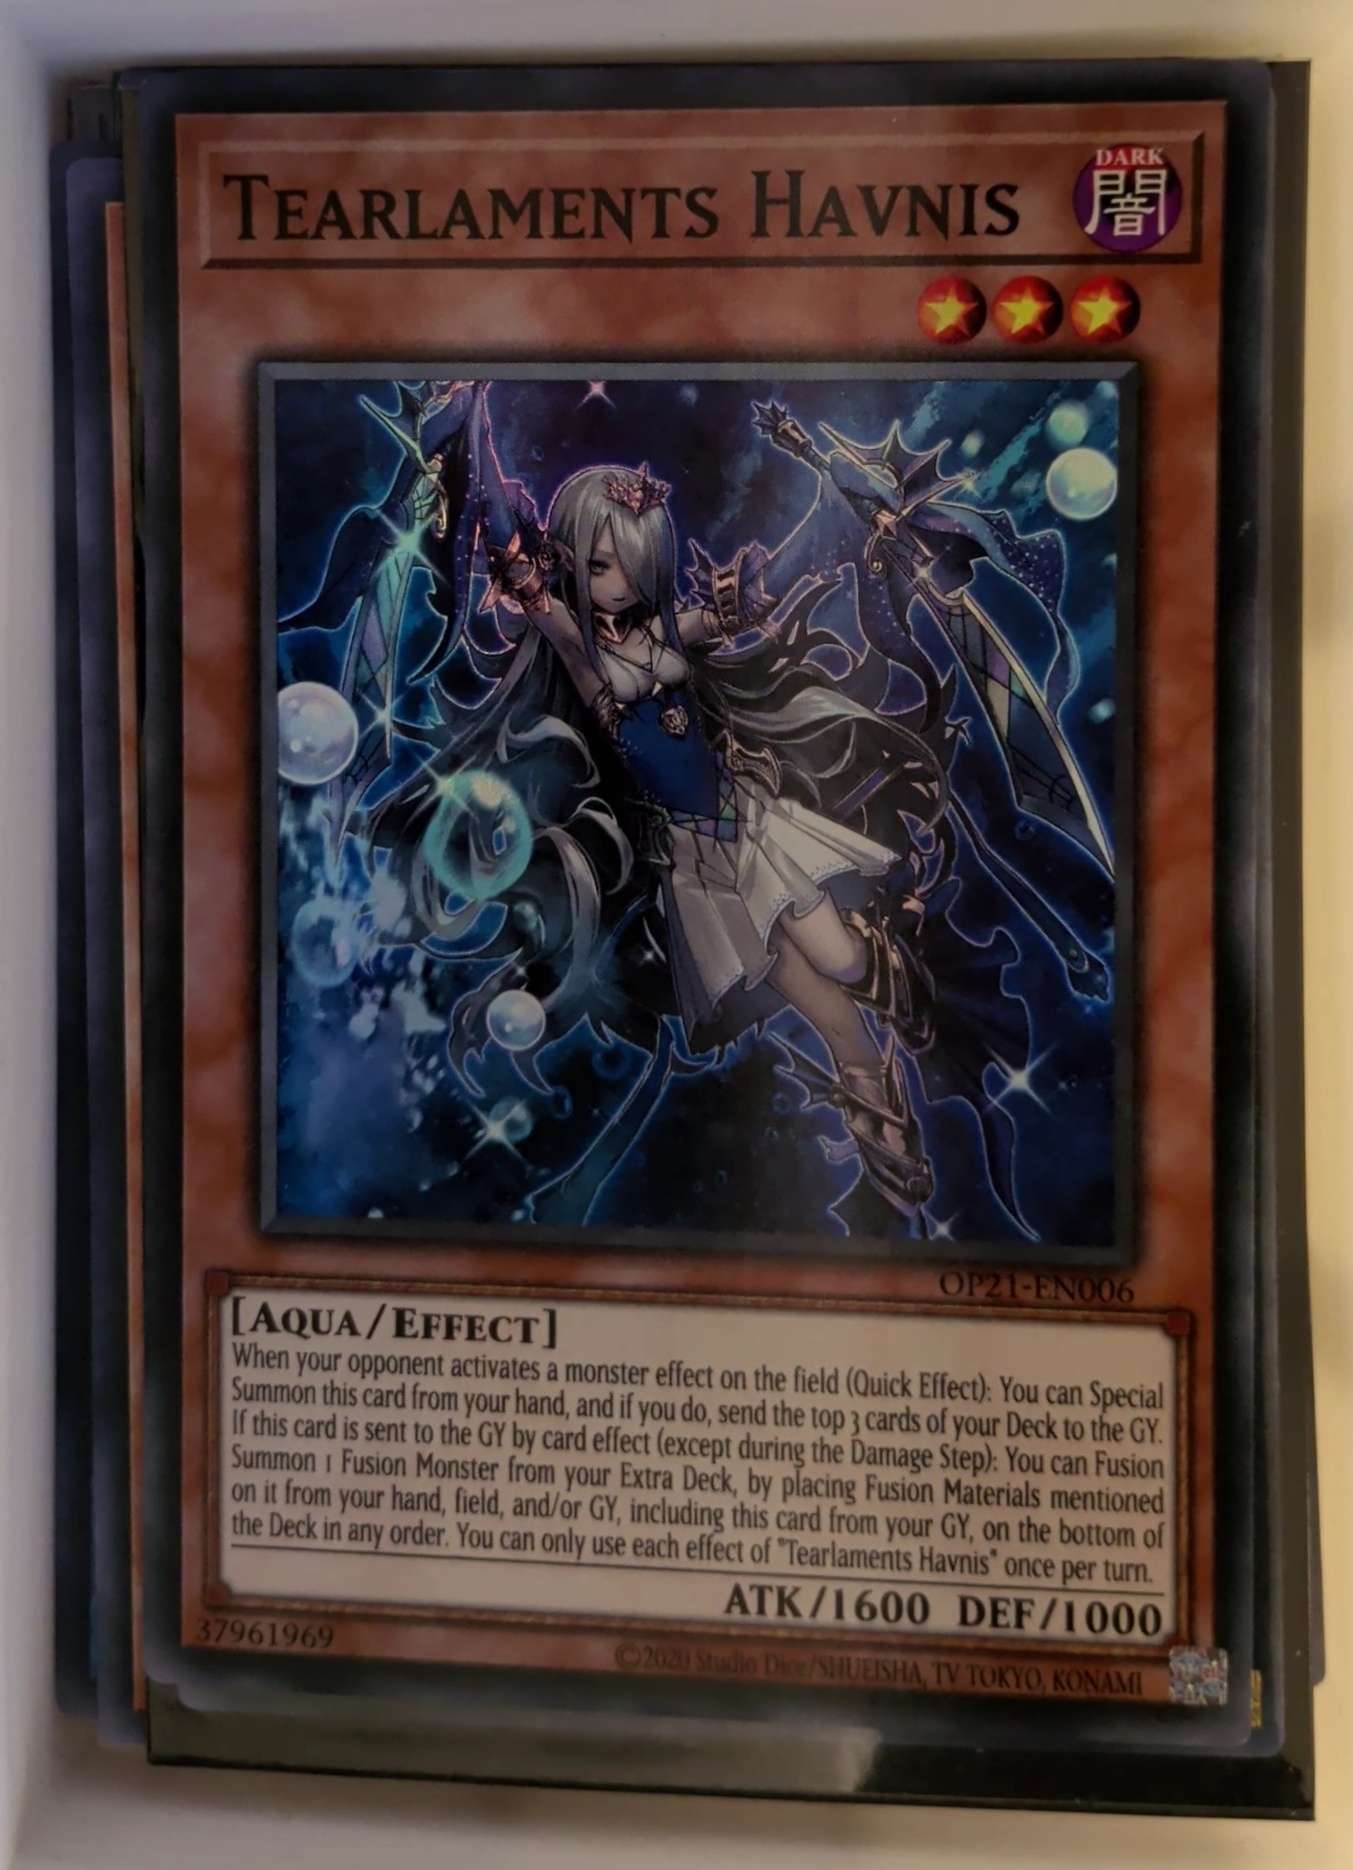 TEARLAMENTS HAVNIS
DARK
闇
OP21-EN006
[AQUA/EFFECT]
When your opponent activates a monster effect on the field (Quick Effect): You can Special
Summon this card from your hand, and if you do, send the top 3 cards of your Deck to the GY.
If this card is sent to the GY by card effect (except during the Damage Step): You can Fusion
Summon 1 Fusion Monster from your Extra Deck, by placing Fusion Materials mentioned
on it from your hand, field, and/or GY, including this card from your GY, on the bottom of
the Deck in any order. You can only use each effect of "Tearlaments Havnis" once per turn.
ATK/1600 DEF/1000
37961969
©2020 Studio Dice/SHUEISHA, TV TOKYO, KONAMI